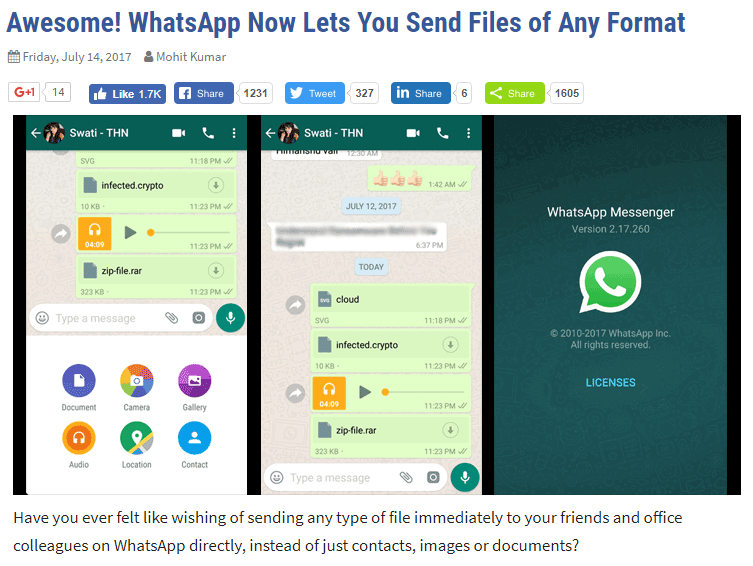 Awesome! WhatsApp Now Lets You Send Files of Any Format
Friday, July 14, 2017 Mohit Kumar
G+1 14 Like 1.7K Share 1231 Tweet 327 in Share 6 Share 1605
Swati - THN
SVG 11:18 PM
infected.crypto
10 KB · 11:23 PM
04:09 11:23 PM
zip-file.rar
323 KB · 11:23 PM
Type a message
Document Camera Gallery
Audio Location Contact
Swati - THN
Himanshu 12:30 AM
1:42 AM
JULY 12, 2017
6:37 PM
TODAY
SVG cloud
SVG 11:18 PM
infected.crypto
10 KB · 11:23 PM
04:09 11:23 PM
zip-file.rar
323 KB · 11:23 PM
Type a message
WhatsApp Messenger
Version 2.17.260
© 2010-2017 WhatsApp Inc.
All rights reserved.
LICENSES
Have you ever felt like wishing of sending any type of file immediately to your friends and office
colleagues on WhatsApp directly, instead of just contacts, images or documents?